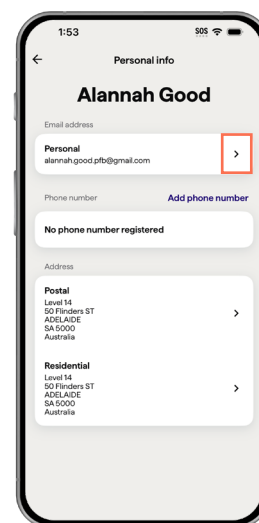 1:53
SOS
Personal info
Alannah Good
Email address
Personal
alannah.good.pfb@gmail.com
Phone number
Add phone number
No phone number registered
Address
Postal
Level 14
50 Flinders ST
ADELAIDE
SA 5000
Australia
Residential
Level 14
50 Flinders ST
ADELAIDE
SA 5000
Australia